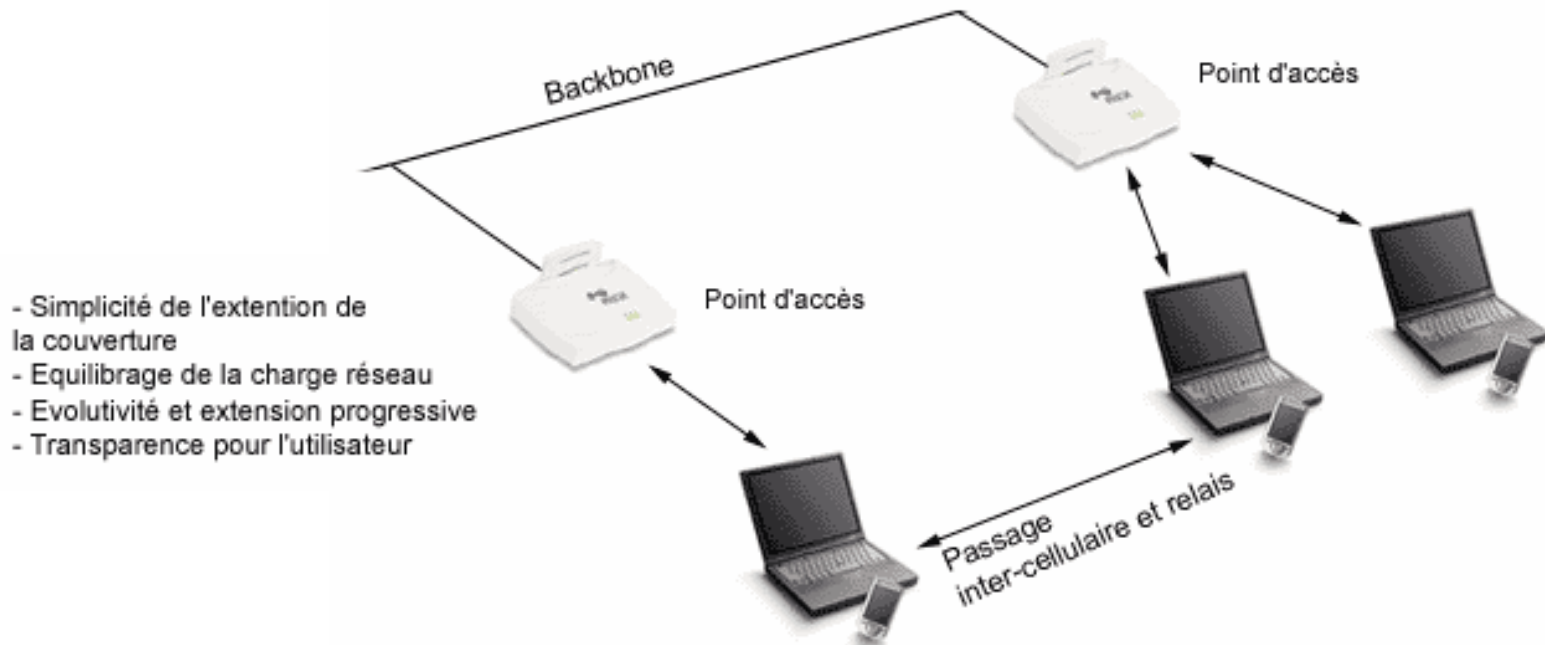 Backbone
Point d'accès
Point d'accès
- Simplicité de l'extention de
la couverture
- Equilibrage de la charge réseau
- Evolutivité et extension progressive
- Transparence pour l'utilisateur
Passage
inter-cellulaire et relais